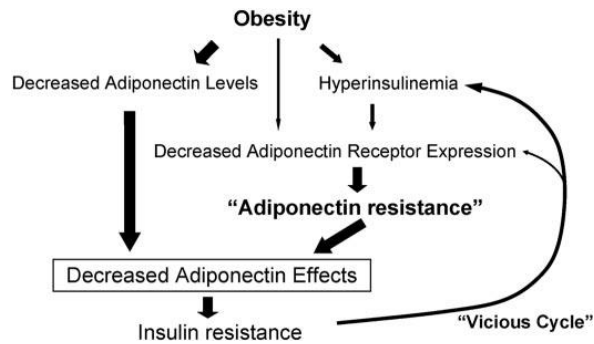 Obesity
Decreased Adiponectin Levels
Hyperinsulinemia
Decreased Adiponectin Receptor Expression
“Adiponectin resistance”
Decreased Adiponectin Effects
“Vicious Cycle”
Insulin resistance